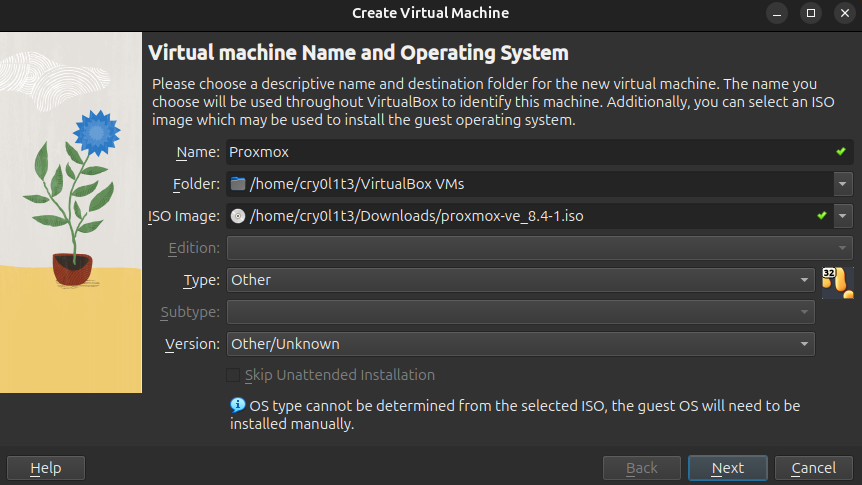 Create Virtual Machine
Virtual machine Name and Operating System
Please choose a descriptive name and destination folder for the new virtual machine. The name you
choose will be used throughout VirtualBox to identify this machine. Additionally, you can select an ISO
image which may be used to install the guest operating system.
Name: Proxmox
Folder: /home/cry0l1t3/VirtualBox VMs
ISO Image: /home/cry0l1t3/Downloads/proxmox-ve_8.4-1.iso
Edition:
Type: Other
32
Subtype:
Version: Other/Unknown
Skip Unattended Installation
OS type cannot be determined from the selected ISO, the guest OS will need to be
installed manually.
Help Back Next Cancel